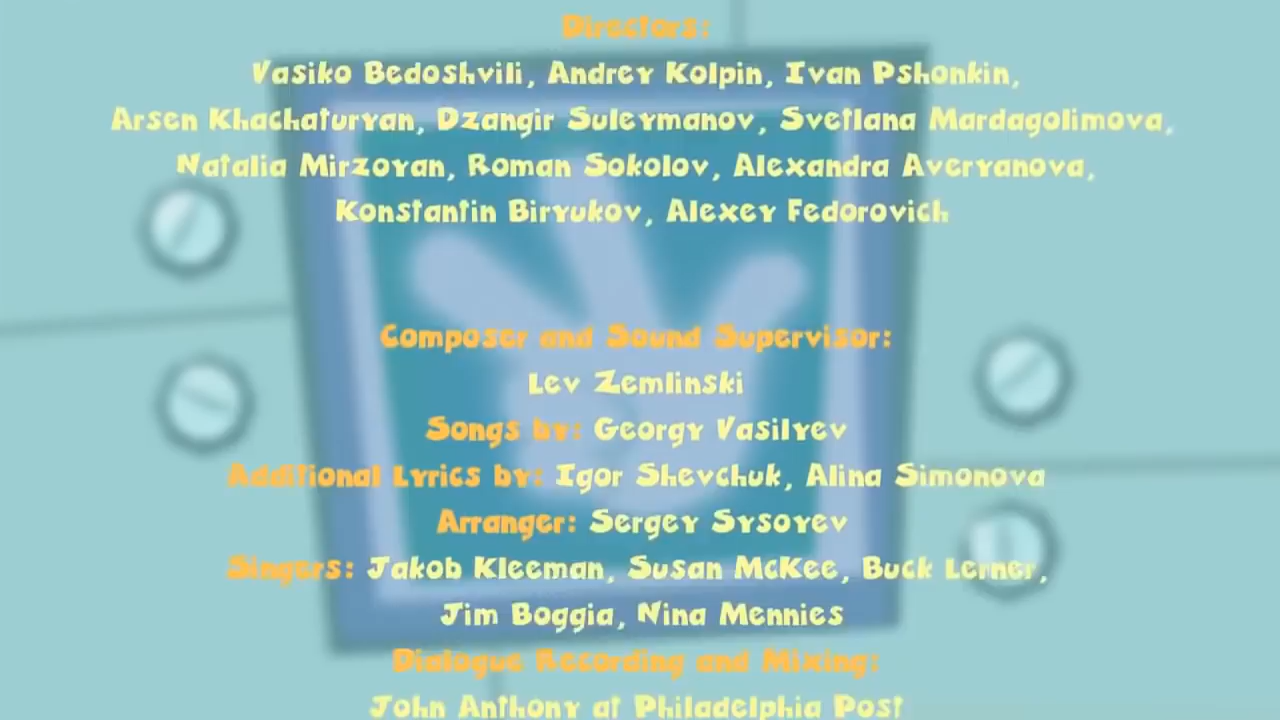 Directors:
Vasiko Bedoshvili, Andrey Kolpin, Ivan Pshonkin,
Arsen Khachaturyan, Dzangir Suleymanov, Svetlana Mardagolimova,
Natalia Mirzoyan, Roman Sokolov, Alexandra Averyanova,
Konstantin Biryukov, Alexey Fedorovich
Composer and Sound Supervisor:
Lev Zemlinski
Songs by: Georgy Vasilyev
Additional Lyrics by: Igor Shevchuk, Alina Simonova
Arranger: Sergey Sysoyev
Singers: Jakob Kleeman, Susan McKee, Buck Lerner,
Jim Boggia, Nina Mennies
Dialogue Recording and Mixing:
John Anthony at Philadelphia Post